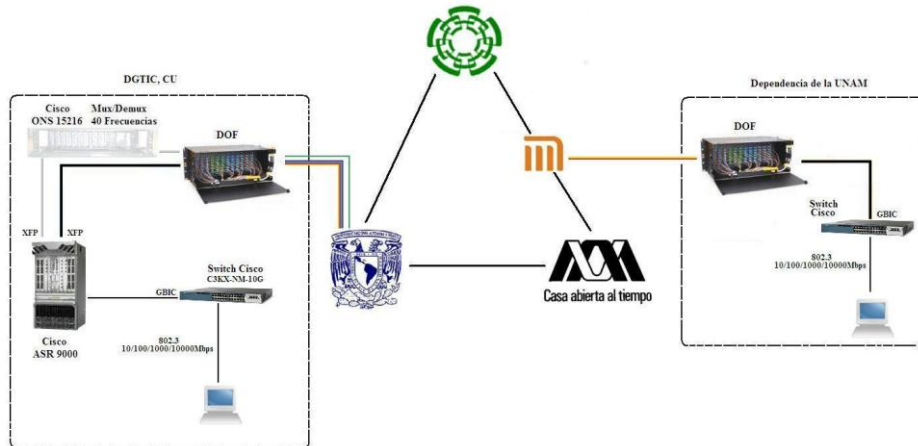 DGTIC, CU
Cisco
ONS 15216
Mux/Demux
40 Frecuencias
DOF
XFP
XFP
Cisco
ASR 9000
GBIC
Switch Cisco
C3KX-NM-10G
802.3
10/100/1000/10000Mbps
Casa abierta al tiempo
Dependencia de la UNAM
DOF
Switch
Cisco
GBIC
802.3
10/100/1000/10000Mbps